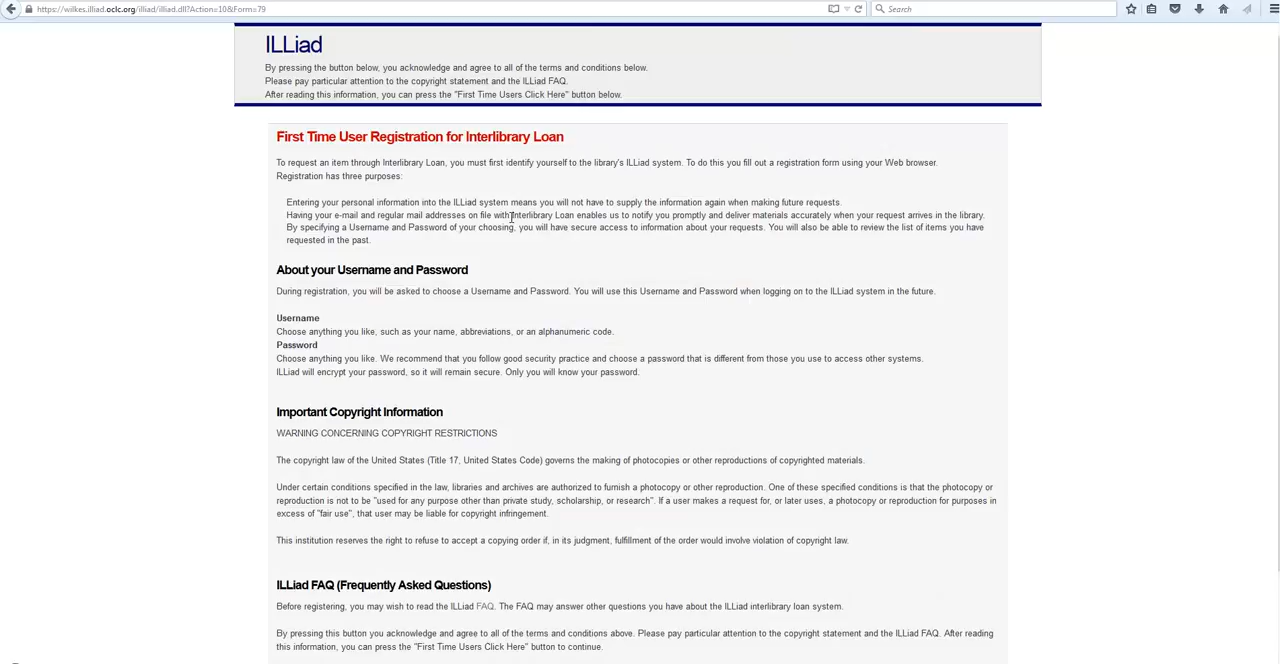 https://wilkes.illiad.oclc.org/illiad/illiad.dll?Action=10&Form=79
Search
ILLiad
By pressing the button below, you acknowledge and agree to all of the terms and conditions below.
Please pay particular attention to the copyright statement and the ILLiad FAQ.
After reading this information, you can press the "First Time Users Click Here" button below.
First Time User Registration for Interlibrary Loan
To request an item through Interlibrary Loan, you must first identify yourself to the library's ILLiad system. To do this you fill out a registration form using your Web browser.
Registration has three purposes:
Entering your personal information into the ILLiad system means you will not have to supply the information again when making future requests.
Having your e-mail and regular mail addresses on file with Interlibrary Loan enables us to notify you promptly and deliver materials accurately when your request arrives in the library.
By specifying a Username and Password of your choosing, you will have secure access to information about your requests. You will also be able to review the list of items you have
requested in the past.
About your Username and Password
During registration, you will be asked to choose a Username and Password. You will use this Username and Password when logging on to the ILLiad system in the future.
Username
Choose anything you like, such as your name, abbreviations, or an alphanumeric code.
Password
Choose anything you like. We recommend that you follow good security practice and choose a password that is different from those you use to access other systems.
ILLiad will encrypt your password, so it will remain secure. Only you will know your password.
Important Copyright Information
WARNING CONCERNING COPYRIGHT RESTRICTIONS
The copyright law of the United States (Title 17, United States Code) governs the making of photocopies or other reproductions of copyrighted materials.
Under certain conditions specified in the law, libraries and archives are authorized to furnish a photocopy or other reproduction. One of these specified conditions is that the photocopy or
reproduction is not to be "used for any purpose other than private study, scholarship, or research". If a user makes a request for, or later uses, a photocopy or reproduction for purposes in
excess of "fair use", that user may be liable for copyright infringement.
This institution reserves the right to refuse to accept a copying order if, in its judgment, fulfillment of the order would involve violation of copyright law.
ILLiad FAQ (Frequently Asked Questions)
Before registering, you may wish to read the ILLiad FAQ. The FAQ may answer other questions you have about the ILLiad interlibrary loan system.
By pressing this button you acknowledge and agree to all of the terms and conditions above. Please pay particular attention to the copyright statement and the ILLiad FAQ. After reading
this information, you can press the "First Time Users Click Here" button to continue.